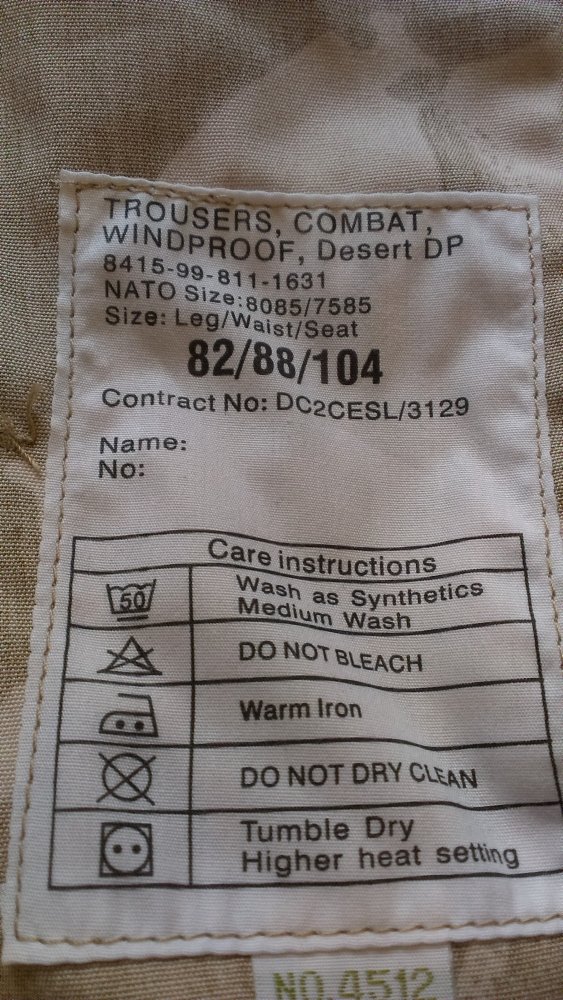 TROUSERS, COMBAT,
WINDPROOF, Desert DP
8415-99-811-1631
NATO Size:8085/7585
Size: Leg/Waist/Seat
82/88/104
Contract No: DC2CESL/3129
Name:
No:
Care instructions
50
Wash as Synthetics
Medium Wash
DO NOT BLEACH
Warm Iron
DO NOT DRY CLEAN
Tumble Dry
Higher heat setting
NO.4512